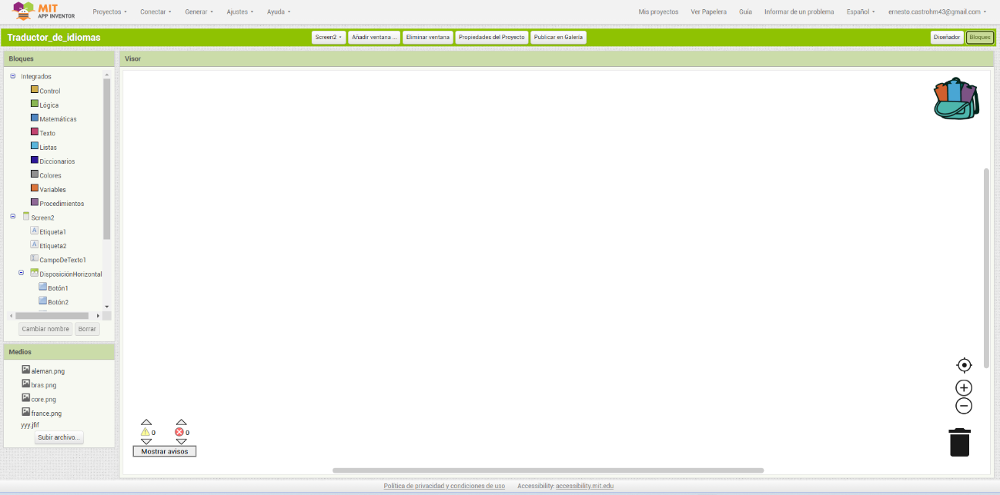 MIT
APP INVENTOR
Proyectos Conectar Generar Ajustes Ayuda Mis proyectos Ver Papelera Guía Informar de un problema Español ernesto.castrohm43@gmail.com
Traductor_de_idiomas Screen2 Añadir ventana ... Eliminar ventana Propiedades del Proyecto Publicar en Galería Diseñador Bloques
Bloques
Integrados
Control
Lógica
Matemáticas
Texto
Listas
Diccionarios
Colores
Variables
Procedimientos
Screen2
Etiqueta1
Etiqueta2
CampoDeTexto1
DisposiciónHorizontal
Botón1
Botón2
Cambiar nombre Borrar
Medios
aleman.png
bras.png
core.png
france.png
yyy.jfif
Subir archivo...
Visor
0 0
Mostrar avisos
Política de privacidad y condiciones de uso Accessibility: accessibility.mit.edu